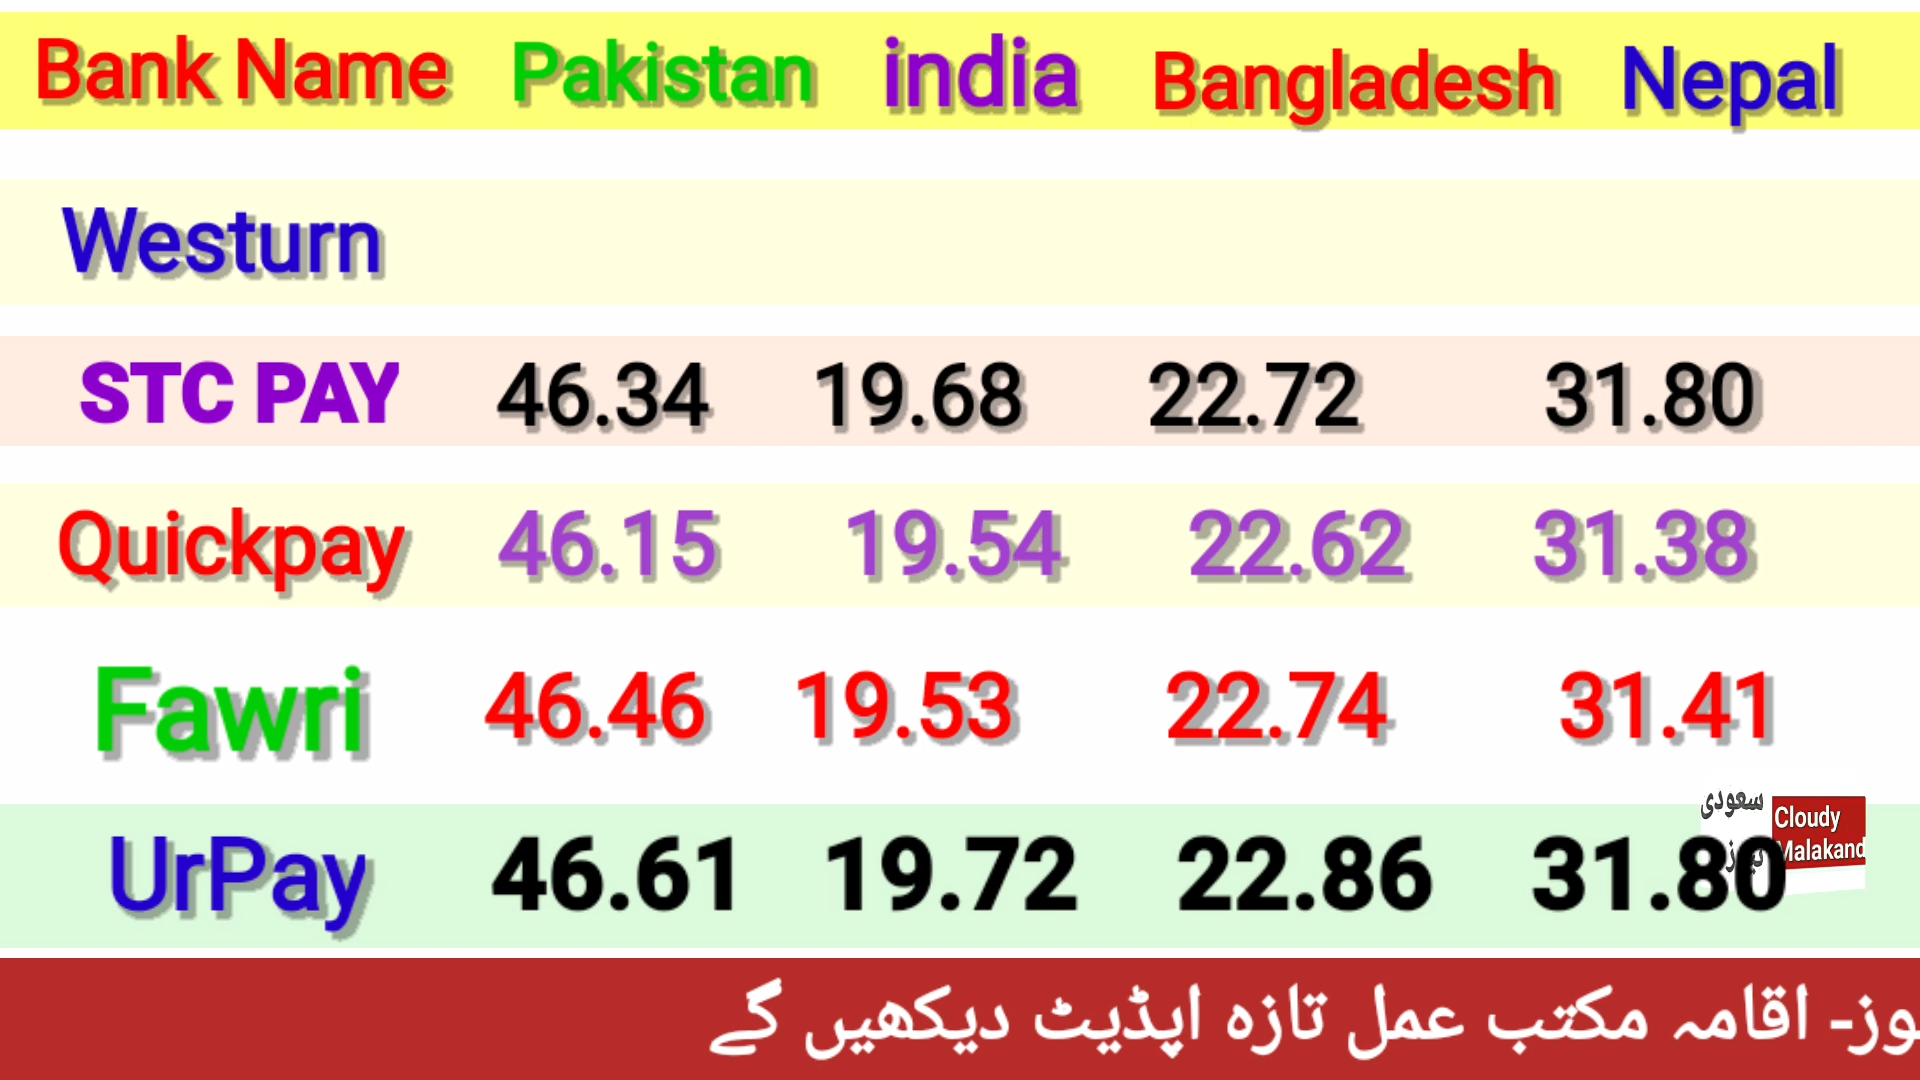 Bank Name Pakistan india Bangladesh Nepal
Westurn
STC PAY 46.34 19.68 22.72 31.80
Quickpay 46.15 19.54 22.62 31.38
Fawri 46.46 19.53 22.74 31.41
UrPay 46.61 19.72 22.86 31.80
سعودی
Cloudy
Malakand
اقامہ مکتب عمل تازہ اپڈیٹ دیکھیں گے